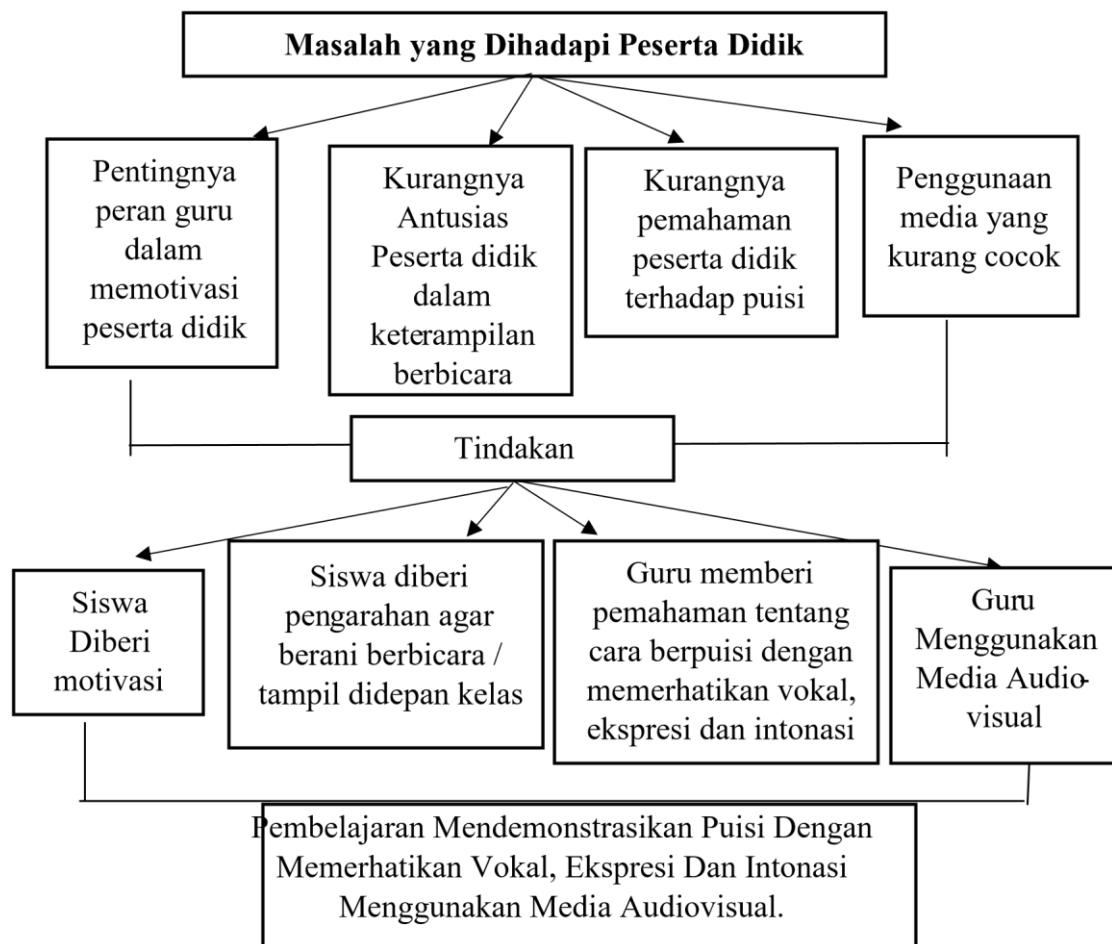 Masalah yang Dihadapi Peserta Didik
Pentingnya
peran guru
dalam
memotivasi
peserta didik
Kurangnya
Antusias
Peserta didik
dalam
keterampilan
berbicara
Kurangnya
pemahaman
peserta didik
terhadap puisi
Penggunaan
media yang
kurang cocok
Tindakan
Siswa
Diberi
motivasi
Siswa diberi
pengarahan agar
berani berbicara /
tampil didepan kelas
Guru memberi
pemahaman tentang
cara berpuisi dengan
memerhatikan vokal,
ekspresi dan intonasi
Guru
Menggunakan
Media Audio-
visual
Pembelajaran Mendemonstrasikan Puisi Dengan
Memerhatikan Vokal, Ekspresi Dan Intonasi
Menggunakan Media Audiovisual.